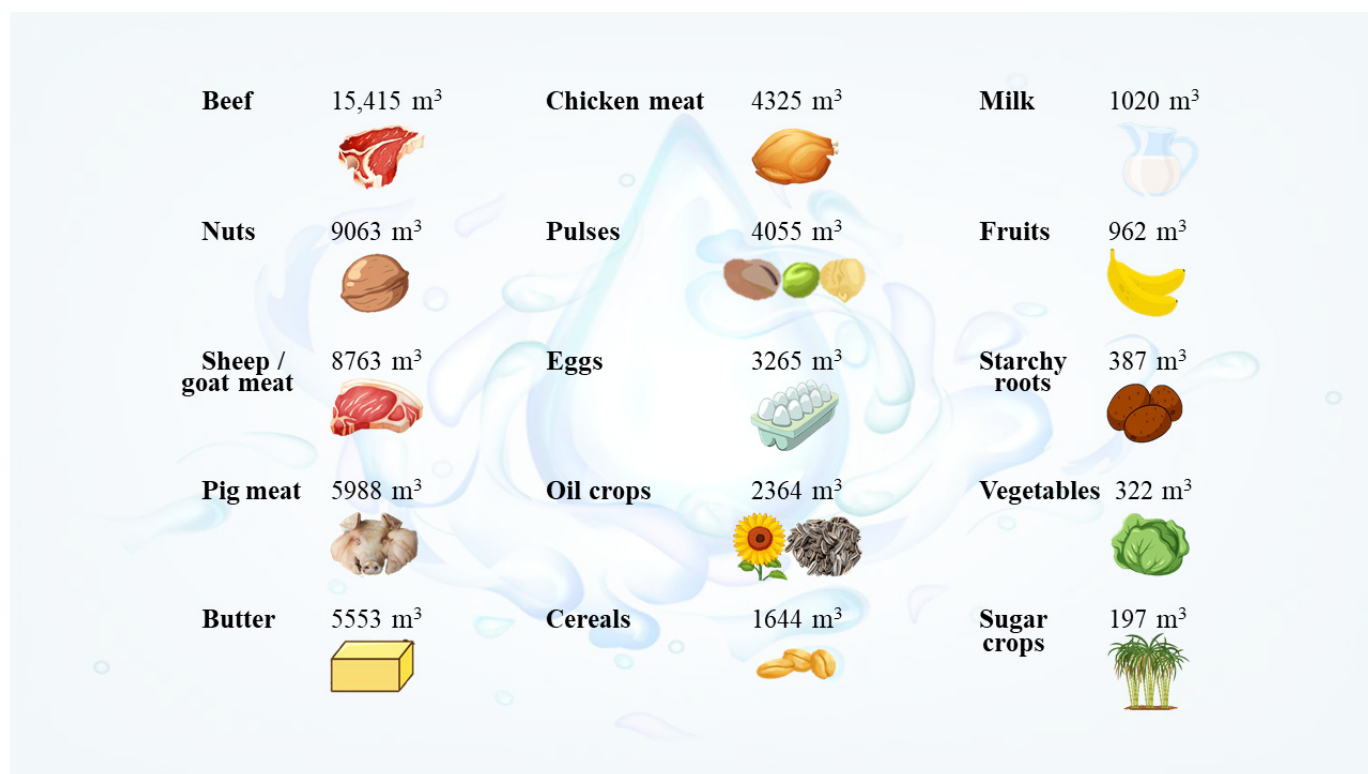 Beef 15,415 m³ Chicken meat 4325 m³ Milk 1020 m³
Nuts 9063 m³ Pulses 4055 m³ Fruits 962 m³
Sheep / 8763 m³ Eggs 3265 m³ Starchy 387 m³
goat meat roots
Pig meat 5988 m³ Oil crops 2364 m³ Vegetables 322 m³
Butter 5553 m³ Cereals 1644 m³ Sugar 197 m³
crops